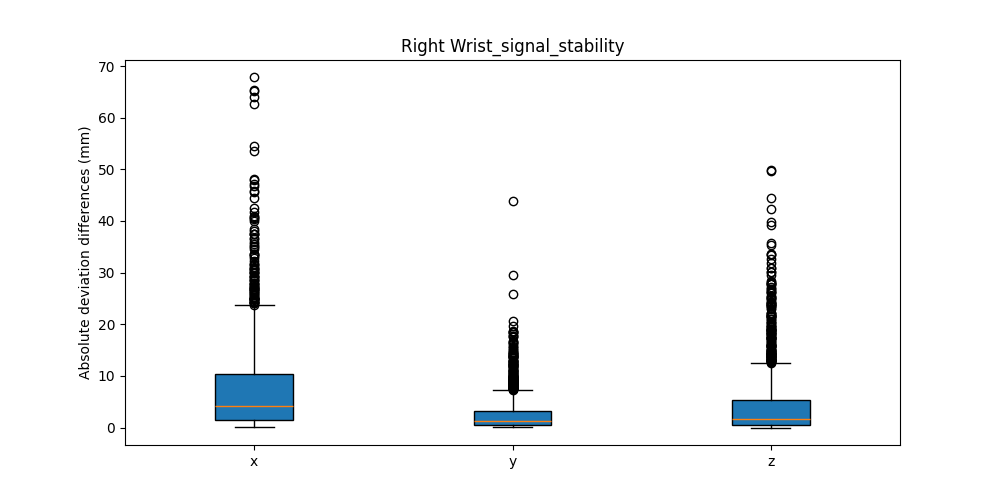 Right Wrist_signal_stability
Absolute deviation differences (mm)
70
60
50
40
30
20
10
0
x
y
z